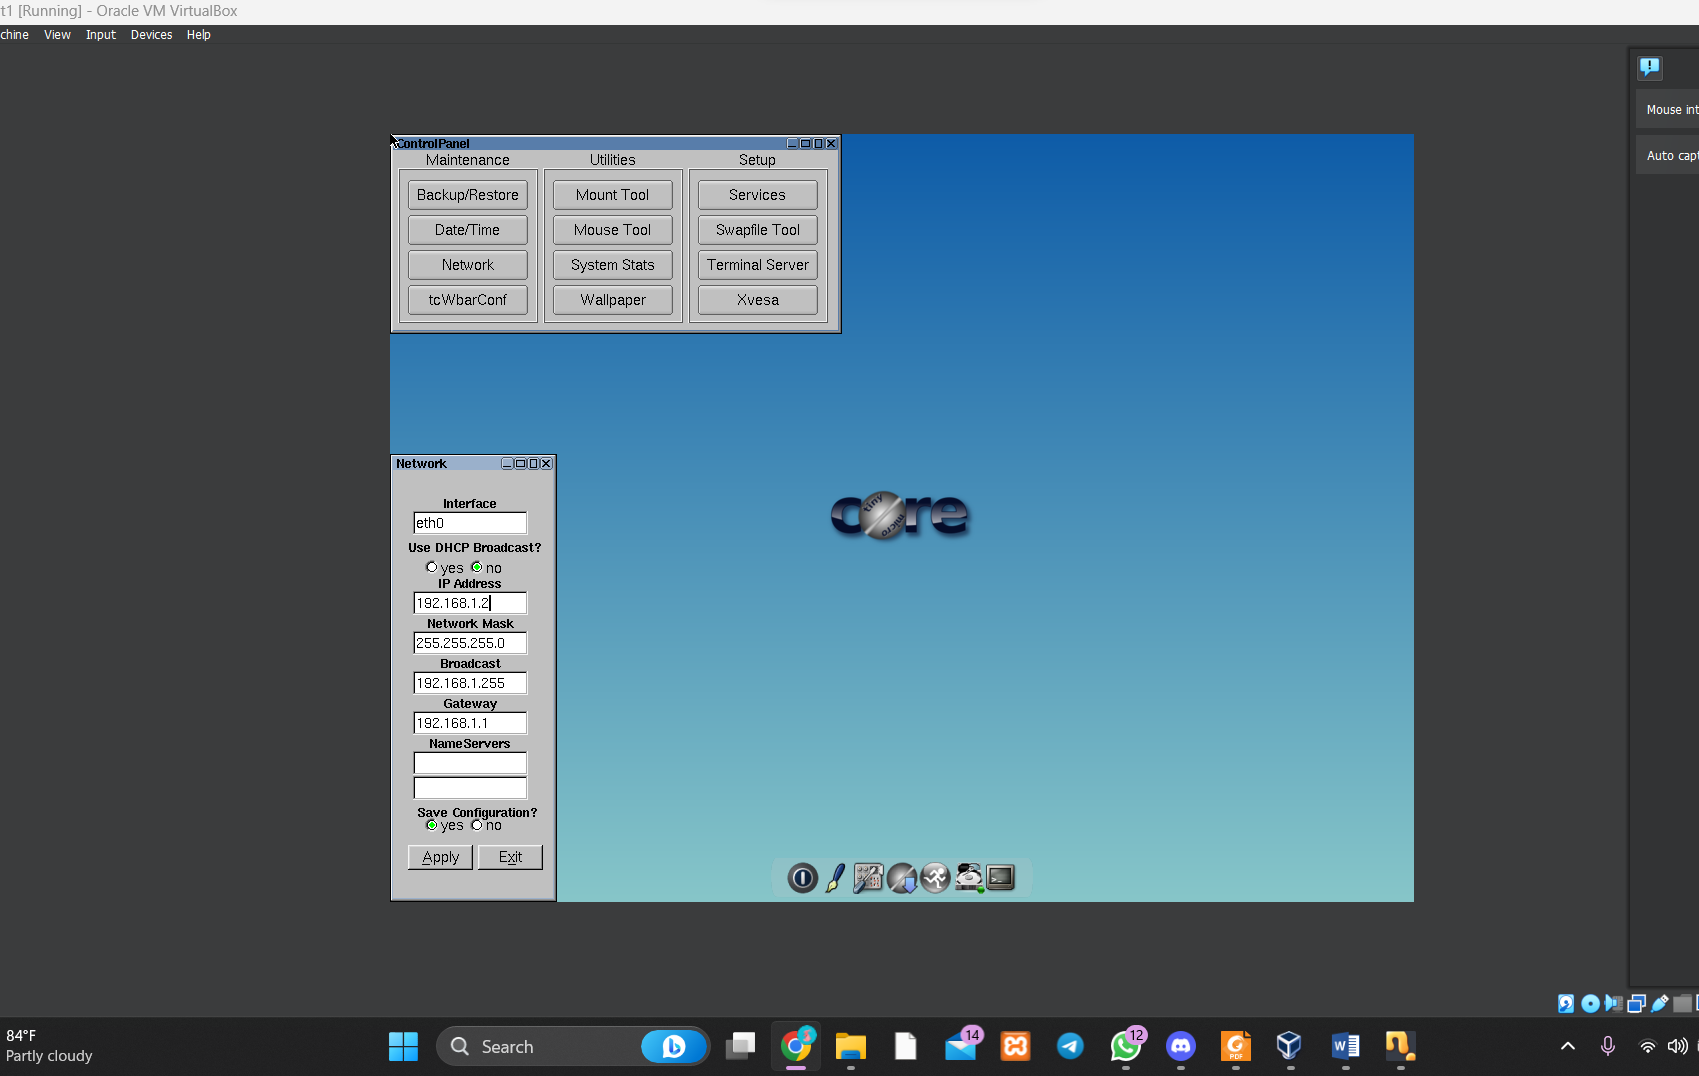 t1 [Running] - Oracle VM VirtualBox
chine View Input Devices Help
Mouse int
Auto capt
ControlPanel
Maintenance Utilities Setup
Backup/Restore Mount Tool Services
Date/Time Mouse Tool Swapfile Tool
Network System Stats Terminal Server
tcWbarConf Wallpaper Xvesa
Network
Interface
eth0
Use DHCP Broadcast?
yes no
IP Address
192.168.1.2
Network Mask
255.255.255.0
Broadcast
192.168.1.255
Gateway
192.168.1.1
NameServers
Save Configuration?
yes no
Apply Exit
core
tiny
micro
84°F
Partly cloudy
Search
14
12
PDF